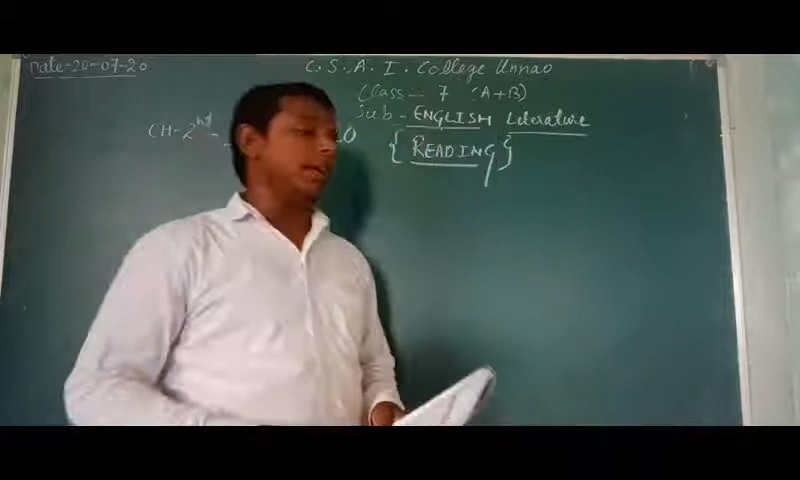 Date-20-07-20
C.S.A.I. College Unnao
Class - 7 (A+B)
Sub - ENGLISH Literature
CH-2nd-
{READING}